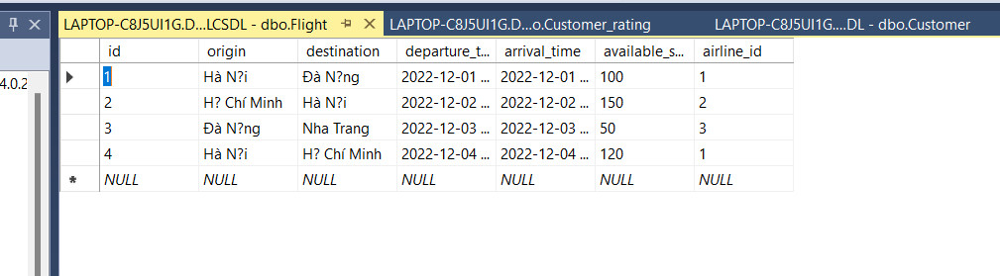 LAPTOP-C8J5UI1G.D...LCSDL - dbo.Flight LAPTOP-C8J5UI1G.D...o.Customer_rating LAPTOP-C8J5UI1G....DL - dbo.Customer
id origin destination departure_t... arrival_time available_s... airline_id
1 Hà N?i Đà N?ng 2022-12-01 ... 2022-12-01 ... 100 1
4.0.2
2 H? Chí Minh Hà N?i 2022-12-02 ... 2022-12-02 ... 150 2
3 Đà N?ng Nha Trang 2022-12-03 ... 2022-12-03 ... 50 3
4 Hà N?i H? Chí Minh 2022-12-04 ... 2022-12-04 ... 120 1
NULL NULL NULL NULL NULL NULL NULL